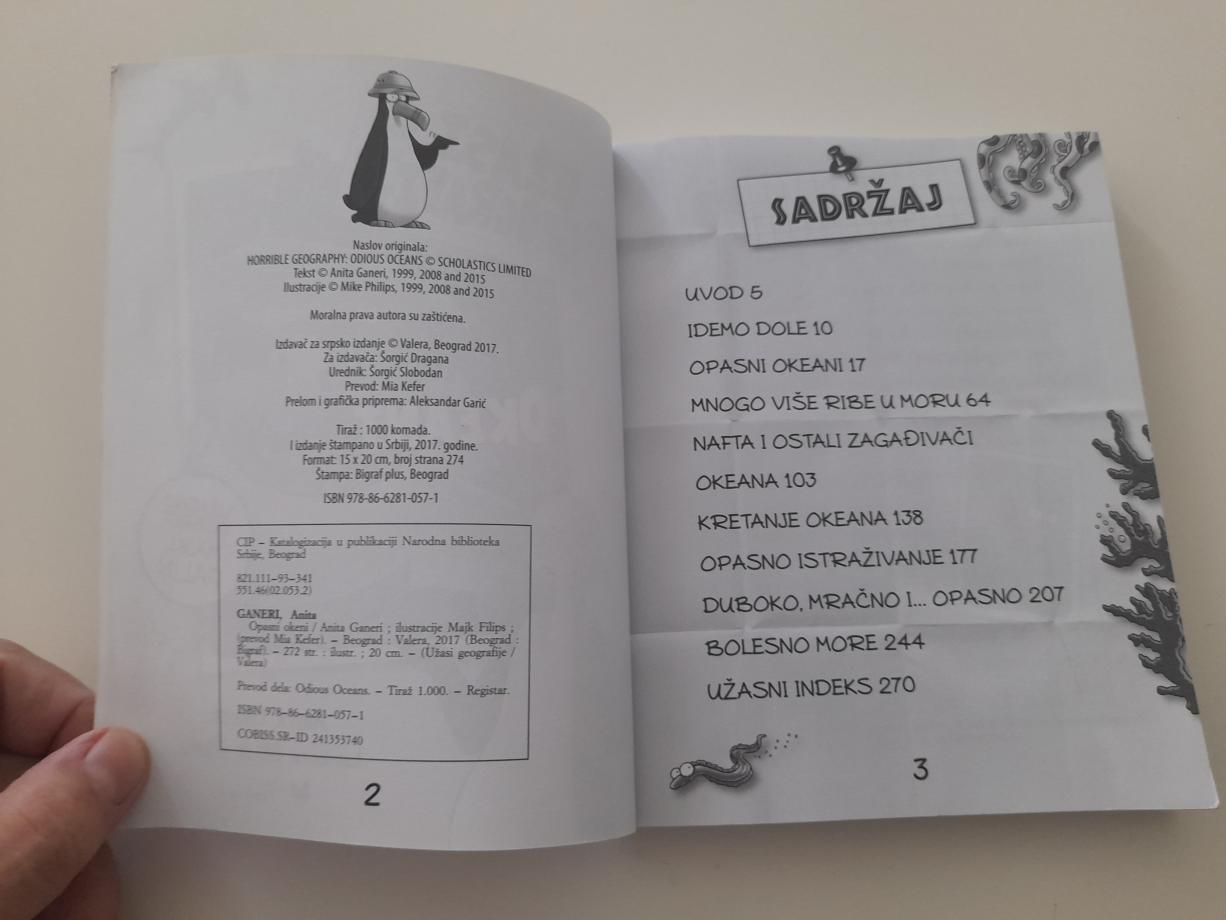 Naslov originala:
HORRIBLE GEOGRAPHY: ODIOUS OCEANS © SCHOLASTICS LIMITED
Tekst © Anita Ganeri, 1999, 2008 and 2015
Ilustracije © Mike Philips, 1999, 2008 and 2015
Moralna prava autora su zaštićena.
Izdavač za srpsko izdanje © Valera, Beograd 2017.
Za izdavača: Šorgić Dragana
Urednik: Šorgić Slobodan
Prevod: Mia Kefer
Prelom i grafička priprema: Aleksandar Garić
Tiraž : 1000 komada.
I izdanje štampano u Srbiji, 2017. godine.
Format: 15 x 20 cm, broj strana 274
Štampa: Bigraf plus, Beograd
ISBN 978-86-6281-057-1
CIP – Katalogizacija u publikaciji Narodna biblioteka
Srbije, Beograd
821.111–93–341
551.46(02.053.2)
GANERI, Anita
Opasni okeni / Anita Ganeri ; ilustracije Majk Filips ;
(prevod Mia Kefer). – Beograd : Valera, 2017 (Beograd :
Bigraf). – 272 str. : ilustr. ; 20 cm. – (Užasi geografije /
Valera)
Prevod dela: Odious Oceans. – Tiraž 1.000. – Registar.
ISBN 978–86–6281–057–1
COBISS.SR–ID 241353740
2
SADRŽAJ
UVOD 5
IDEMO DOLE 10
OPASNI OKEANI 17
MNOGO VIŠE RIBE U MORU 64
NAFTA I OSTALI ZAGAĐIVAČI
OKEANA 103
KRETANJE OKEANA 138
OPASNO ISTRAŽIVANJE 177
DUBOKO, MRAČNO I... OPASNO 207
BOLESNO MORE 244
UŽASNI INDEKS 270
3